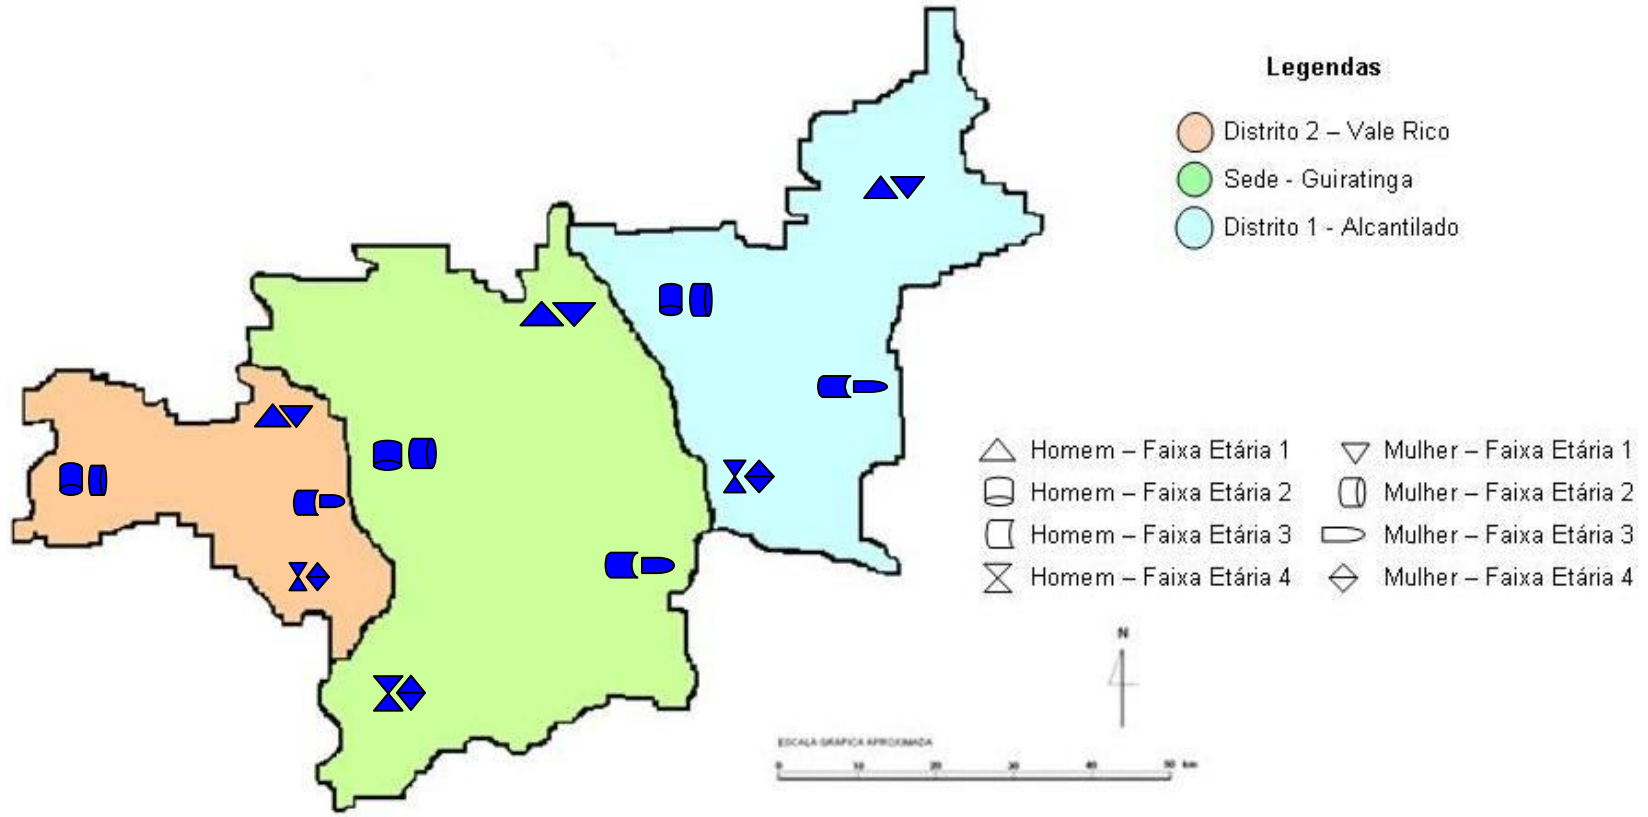 Legendas
Distrito 2 – Vale Rico
Sede - Guiratinga
Distrito 1 - Alcantilado
Homem – Faixa Etária 1
Mulher – Faixa Etária 1
Homem – Faixa Etária 2
Mulher – Faixa Etária 2
Homem – Faixa Etária 3
Mulher – Faixa Etária 3
Homem – Faixa Etária 4
Mulher – Faixa Etária 4
N
ESCALA GRÁFICA APROXIMADA
0 10 20 30 40 50 km